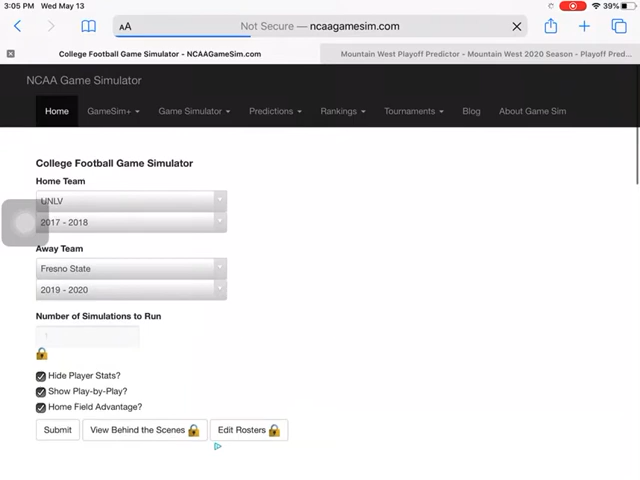 3:05 PM Wed May 13 39%
AA Not Secure — ncaagamesim.com
College Football Game Simulator - NCAAGameSim.com Mountain West Playoff Predictor - Mountain West 2020 Season - Playoff Pred...
NCAA Game Simulator
Home GameSim+ Game Simulator Predictions Rankings Tournaments Blog About Game Sim
College Football Game Simulator
Home Team
UNLV
2017 - 2018
Away Team
Fresno State
2019 - 2020
Number of Simulations to Run
1
Hide Player Stats?
Show Play-by-Play?
Home Field Advantage?
Submit View Behind the Scenes Edit Rosters